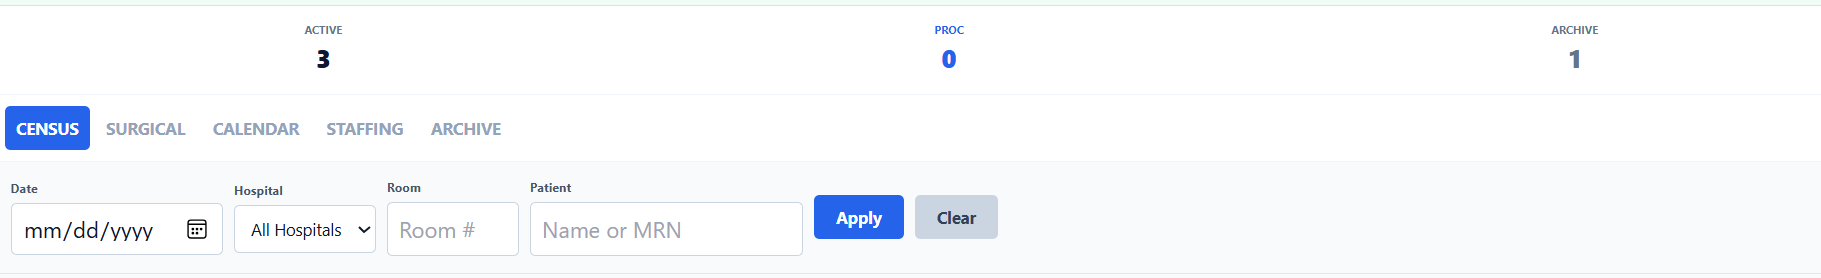 ACTIVE PROC ARCHIVE
3 0 1
CENSUS SURGICAL CALENDAR STAFFING ARCHIVE
Date Hospital Room Patient
mm/dd/yyyy All Hospitals Room # Name or MRN Apply Clear